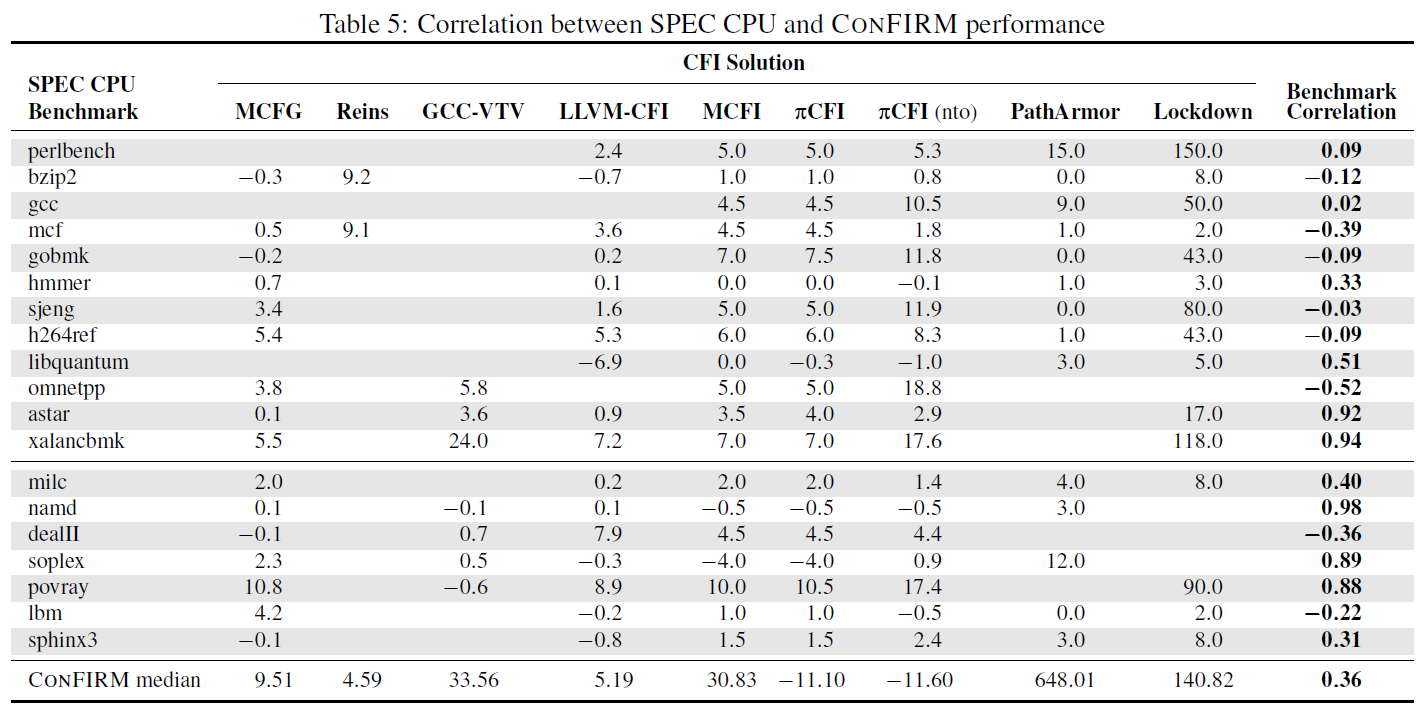 Table 5: Correlation between SPEC CPU and CONFIRM performance
CFI Solution
SPEC CPU
Benchmark MCFG Reins GCC-VTV LLVM-CFI MCFI πCFI πCFI (nto) PathArmor Lockdown Benchmark Correlation
perlbench 2.4 5.0 5.0 5.3 15.0 150.0 0.09
bzip2 −0.3 9.2 −0.7 1.0 1.0 0.8 0.0 8.0 −0.12
gcc 4.5 4.5 10.5 9.0 50.0 0.02
mcf 0.5 9.1 3.6 4.5 4.5 1.8 1.0 2.0 −0.39
gobmk −0.2 0.2 7.0 7.5 11.8 0.0 43.0 −0.09
hmmer 0.7 0.1 0.0 0.0 −0.1 1.0 3.0 0.33
sjeng 3.4 1.6 5.0 5.0 11.9 0.0 80.0 −0.03
h264ref 5.4 5.3 6.0 6.0 8.3 1.0 43.0 −0.09
libquantum −6.9 0.0 −0.3 −1.0 3.0 5.0 0.51
omnetpp 3.8 5.8 5.0 5.0 18.8 −0.52
astar 0.1 3.6 0.9 3.5 4.0 2.9 17.0 0.92
xalancbmk 5.5 24.0 7.2 7.0 7.0 17.6 118.0 0.94
milc 2.0 0.2 2.0 2.0 1.4 4.0 8.0 0.40
namd 0.1 −0.1 0.1 −0.5 −0.5 −0.5 3.0 0.98
dealII −0.1 0.7 7.9 4.5 4.5 4.4 −0.36
soplex 2.3 0.5 −0.3 −4.0 −4.0 0.9 12.0 0.89
povray 10.8 −0.6 8.9 10.0 10.5 17.4 90.0 0.88
lbm 4.2 −0.2 1.0 1.0 −0.5 0.0 2.0 −0.22
sphinx3 −0.1 −0.8 1.5 1.5 2.4 3.0 8.0 0.31
CONFIRM median 9.51 4.59 33.56 5.19 30.83 −11.10 −11.60 648.01 140.82 0.36